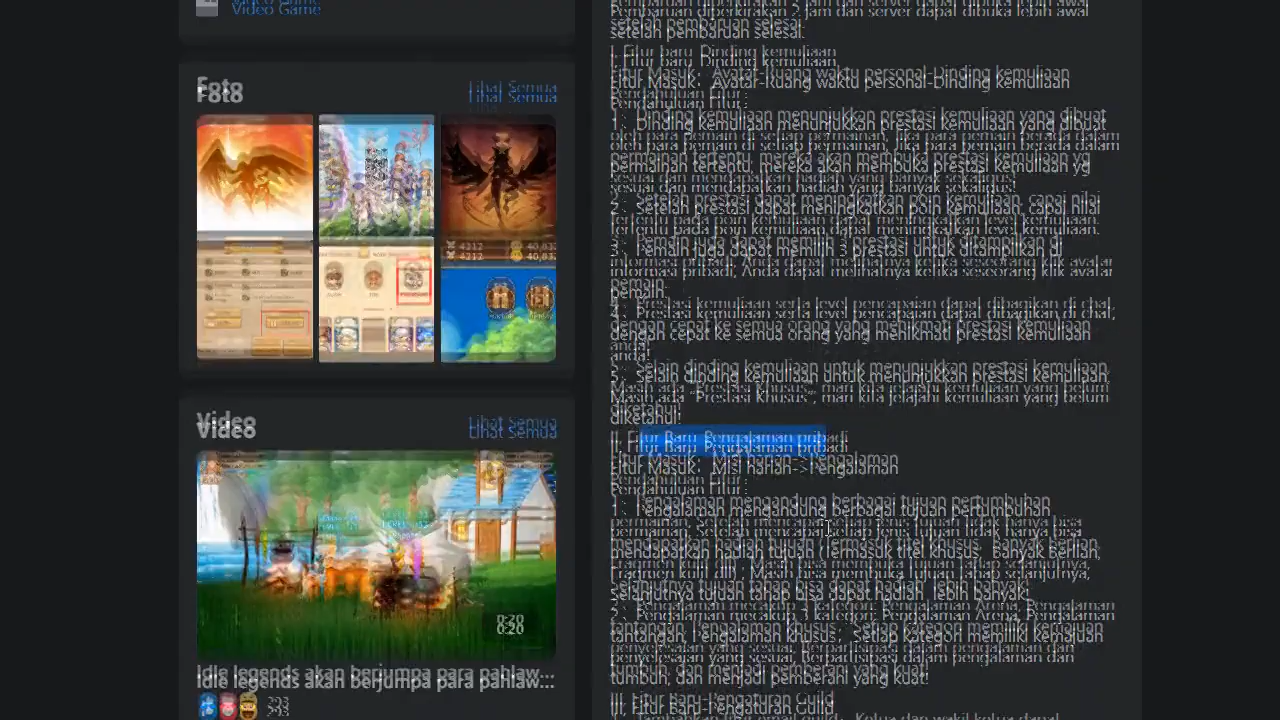 Video Game
Foto
Lihat Semua
4212
4212
Video
Lihat Semua
0:20
Idle legends akan berjumpa para pahlaw...
203
Pembaruan diperkirakan 2 jam dan server dapat dibuka lebih awal
setelah pembaruan selesai.
I. Fitur baru Binding kemuliaan
Fitur Masuk：Avatar-Ruang waktu personal-Binding kemuliaan
Pendahuluan Fitur：
1、Binding kemuliaan menunjukkan prestasi kemuliaan yang dibuat
oleh para pemain di setiap permainan, Jika para pemain berada dalam
permainan tertentu, mereka akan membuka prestasi kemuliaan yg
sesuai dan mendapatkan hadiah yang banyak sekaligus!
2、Setelah prestasi dapat meningkatkan poin kemuliaan, capai nilai
tertentu pada poin kemuliaan dapat meningkatkan level kemuliaan.
3、Pemain juga dapat memilih 3 prestasi untuk ditampilkan di
informasi pribadi, Anda dapat melihatnya ketika seseorang klik avatar
pemain.
4、Prestasi kemuliaan serta level pencapaian dapat dibagikan di chat,
dengan cepat ke semua orang yang menikmati prestasi kemuliaan
anda!
5、Selain Binding kemuliaan untuk menunjukkan prestasi kemuliaan,
Masih ada "Prestasi Khusus", mari kita jelajahi kemuliaan yang belum
diketahui!
II. Fitur Baru Pengalaman pribadi
Fitur Masuk：Misi harian->Pengalaman
Pendahuluan Fitur：
1、Pengalaman mengandung berbagai tujuan pertumbuhan
permainan, Setelah mencapai setiap jenis tujuan tidak hanya bisa
mendapatkan hadiah tujuan (Termasuk titel khusus, Banyak Berlian,
Fragmen kulit dll), Masih bisa membuka tujuan tahap selanjutnya,
Selanjutnya tujuan tahap bisa dapat hadiah lebih banyak!
2、Pengalaman mecakup 3 kategori: Pengalaman Arena, Pengalaman
tantangan, Pengalaman khusus; Setiap kategori memiliki kemajuan
penyelesaian yang sesuai, Berpartisipasi dalam pengalaman dan
tumbuh, dan menjadi pemberani yang kuat!
III. Fitur Baru-Pengaturan Guild